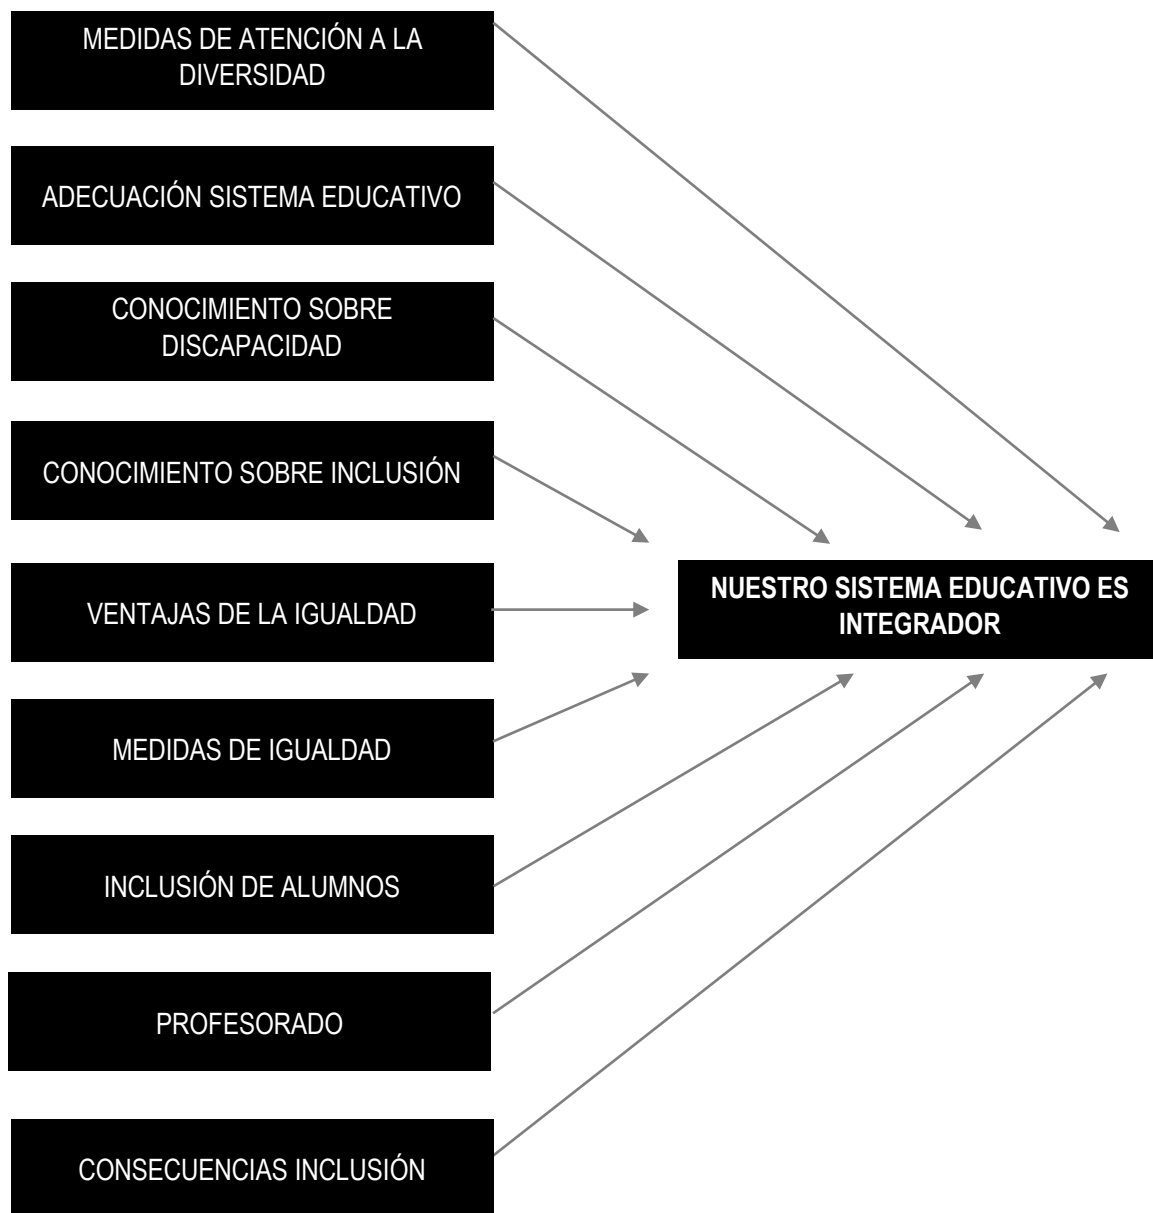 MEDIDAS DE ATENCIÓN A LA
DIVERSIDAD
ADECUACIÓN SISTEMA EDUCATIVO
CONOCIMIENTO SOBRE
DISCAPACIDAD
CONOCIMIENTO SOBRE INCLUSIÓN
VENTAJAS DE LA IGUALDAD
NUESTRO SISTEMA EDUCATIVO ES
INTEGRADOR
MEDIDAS DE IGUALDAD
INCLUSIÓN DE ALUMNOS
PROFESORADO
CONSECUENCIAS INCLUSIÓN